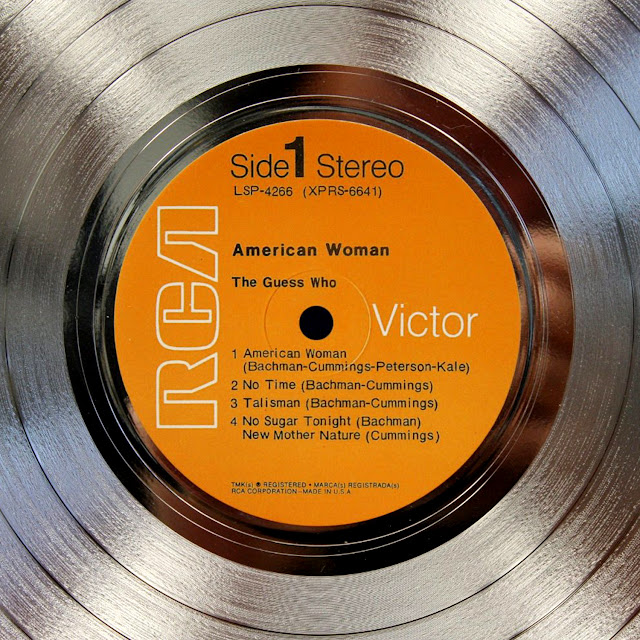 Side 1 Stereo
LSP-4266 (XPRS-6641)
RCA
American Woman
The Guess Who
Victor
1 American Woman
(Bachman-Cummings-Peterson-Kale)
2 No Time (Bachman-Cummings)
3 Talisman (Bachman-Cummings)
4 No Sugar Tonight (Bachman)
New Mother Nature (Cummings)
TMK(s) ® REGISTERED • MARCA(s) REGISTRADA(s)
RCA CORPORATION—MADE IN U.S.A.